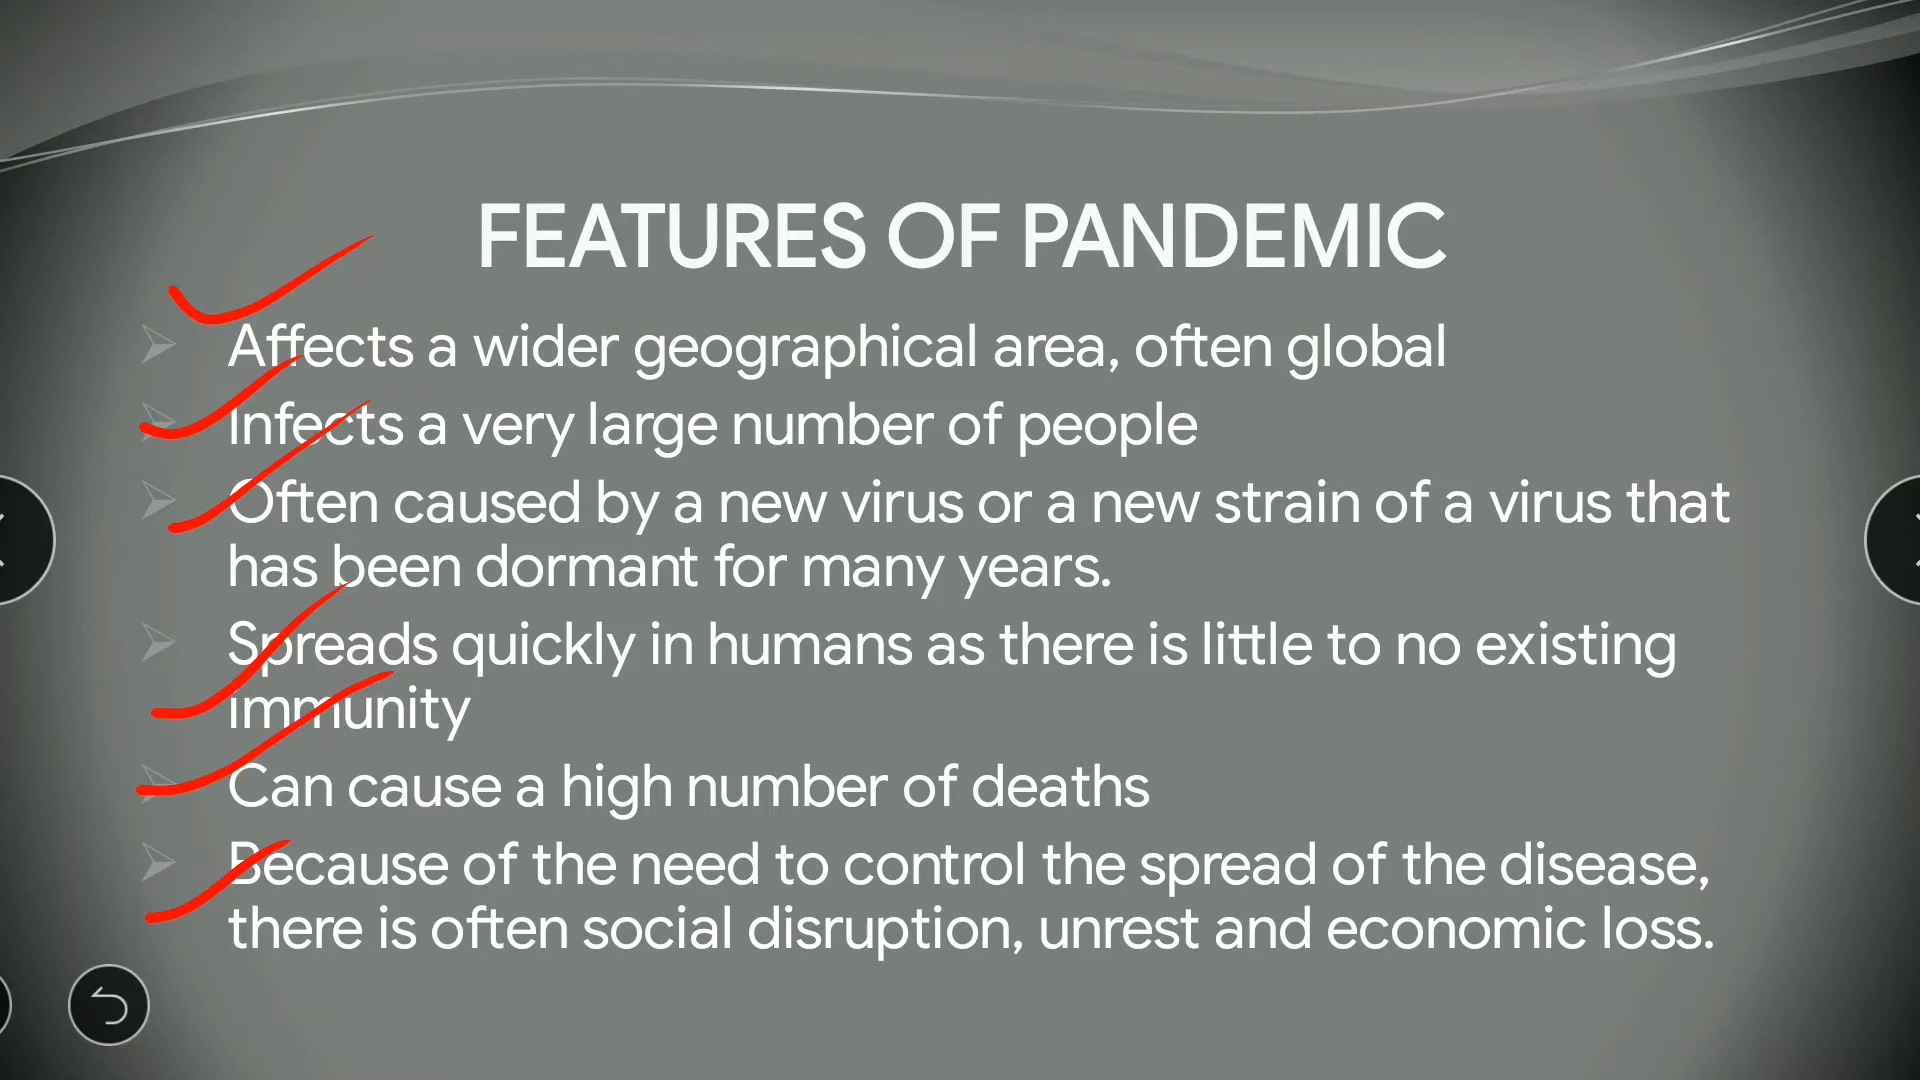 FEATURES OF PANDEMIC
Affects a wider geographical area, often global
Infects a very large number of people
Often caused by a new virus or a new strain of a virus that
has been dormant for many years.
Spreads quickly in humans as there is little to no existing
immunity
Can cause a high number of deaths
Because of the need to control the spread of the disease,
there is often social disruption, unrest and economic loss.